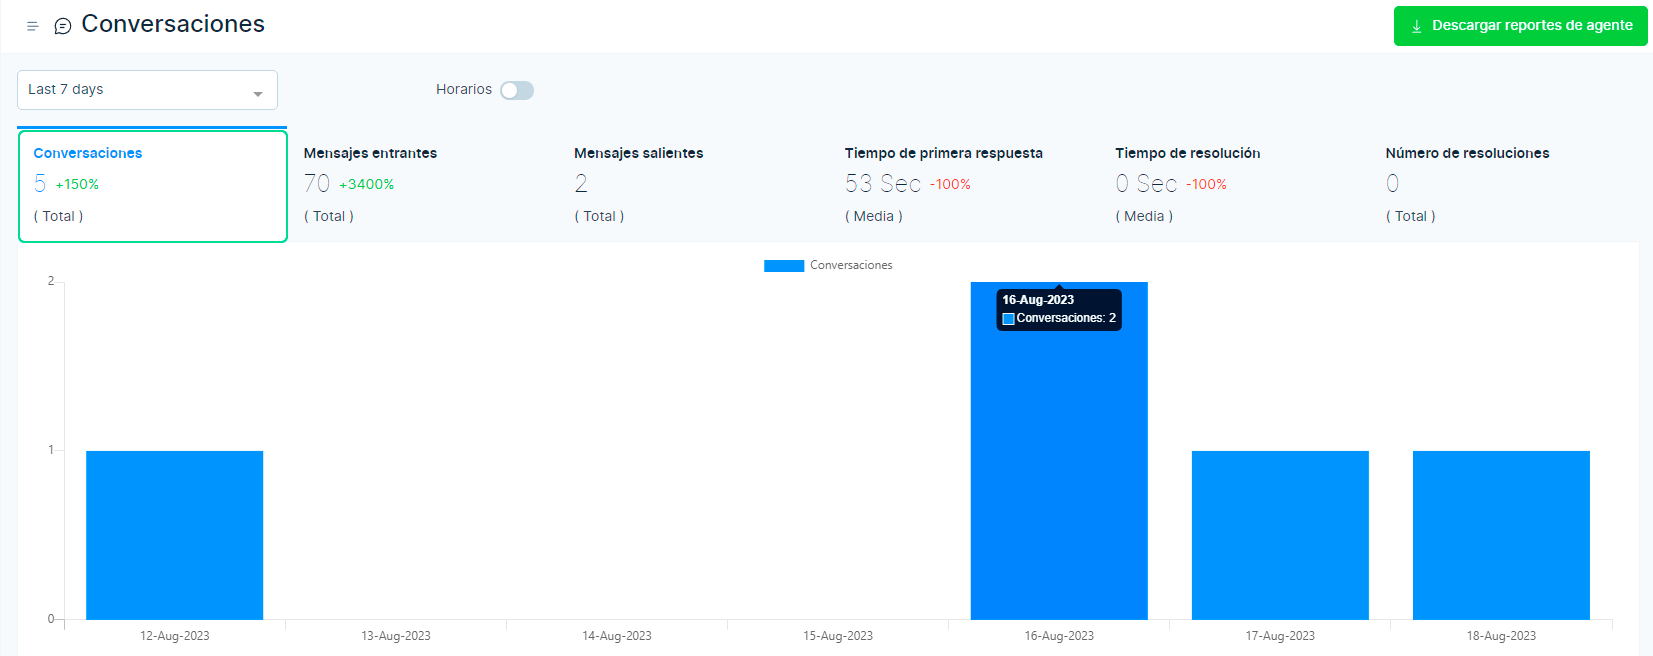 Conversaciones
Descargar reportes de agente
Last 7 days
Horarios
Conversaciones
5 +150%
( Total )
Mensajes entrantes
70 +3400%
( Total )
Mensajes salientes
2
( Total )
Tiempo de primera respuesta
53 Sec -100%
( Media )
Tiempo de resolución
0 Sec -100%
( Media )
Número de resoluciones
0
( Total )
Conversaciones
2
1
0
16-Aug-2023
Conversaciones: 2
12-Aug-2023
13-Aug-2023
14-Aug-2023
15-Aug-2023
16-Aug-2023
17-Aug-2023
18-Aug-2023